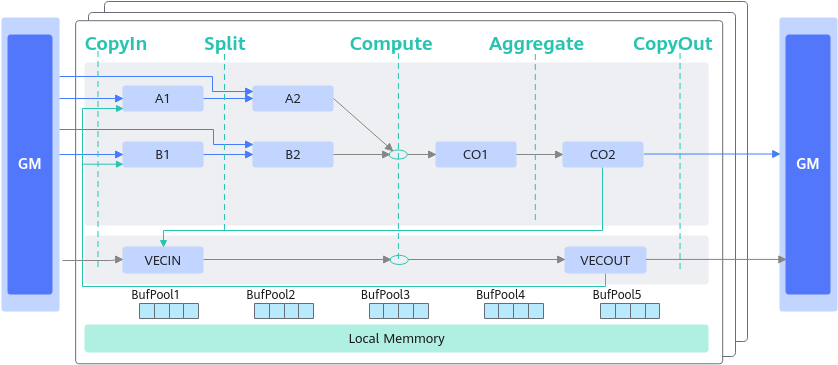 CopyIn
Split
Compute
Aggregate
CopyOut
A1
A2
GM
B1
B2
CO1
CO2
GM
VECIN
VECOUT
BufPool1
BufPool2
BufPool3
BufPool4
BufPool5
Local Memmory